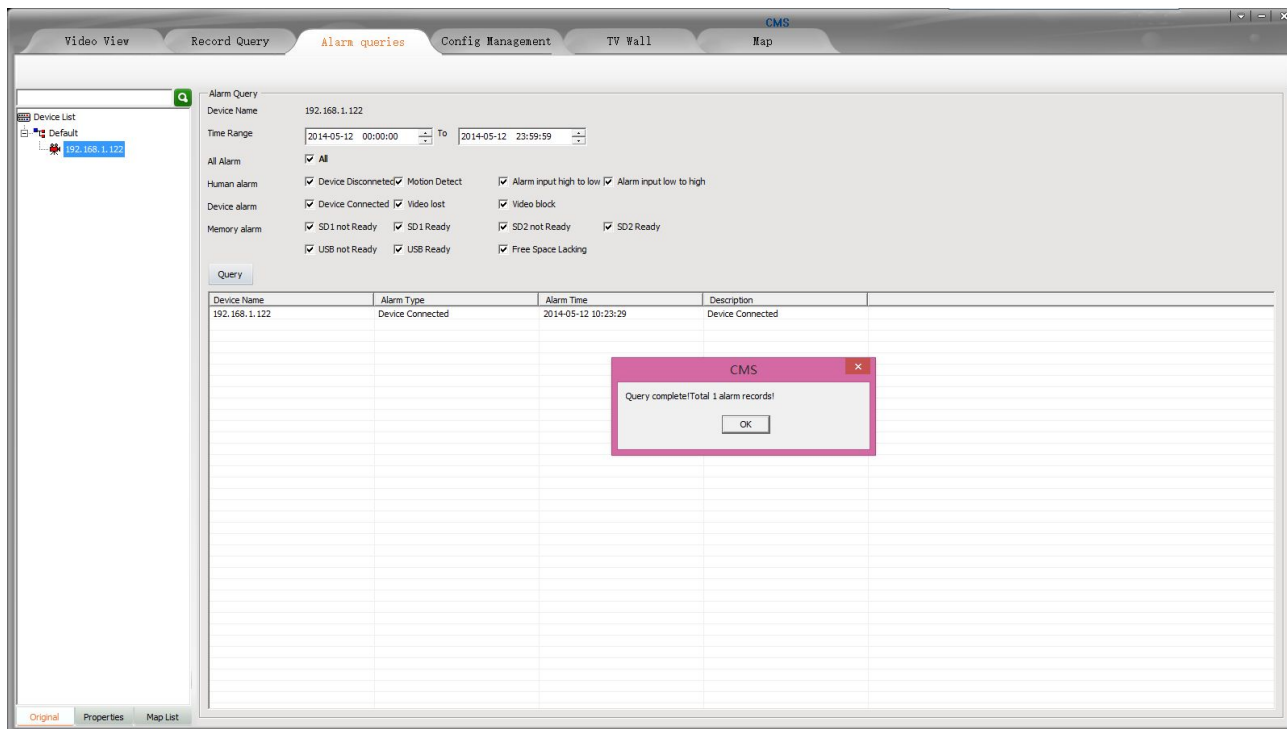 CMS
Video View Record Query Alarm queries Config Management TV Wall Map
Device List
Default
192.168.1.122
Alarm Query
Device Name 192.168.1.122
Time Range 2014-05-12 00:00:00 To 2014-05-12 23:59:59
All Alarm All
Human alarm Device Disconneted Motion Detect Alarm input high to low Alarm input low to high
Device alarm Device Connected Video lost Video block
Memory alarm SD1 not Ready SD1 Ready SD2 not Ready SD2 Ready
USB not Ready USB Ready Free Space Lacking
Query
Device Name Alarm Type Alarm Time Description
192.168.1.122 Device Connected 2014-05-12 10:23:29 Device Connected
CMS
Query complete!Total 1 alarm records!
OK
Original Properties Map List